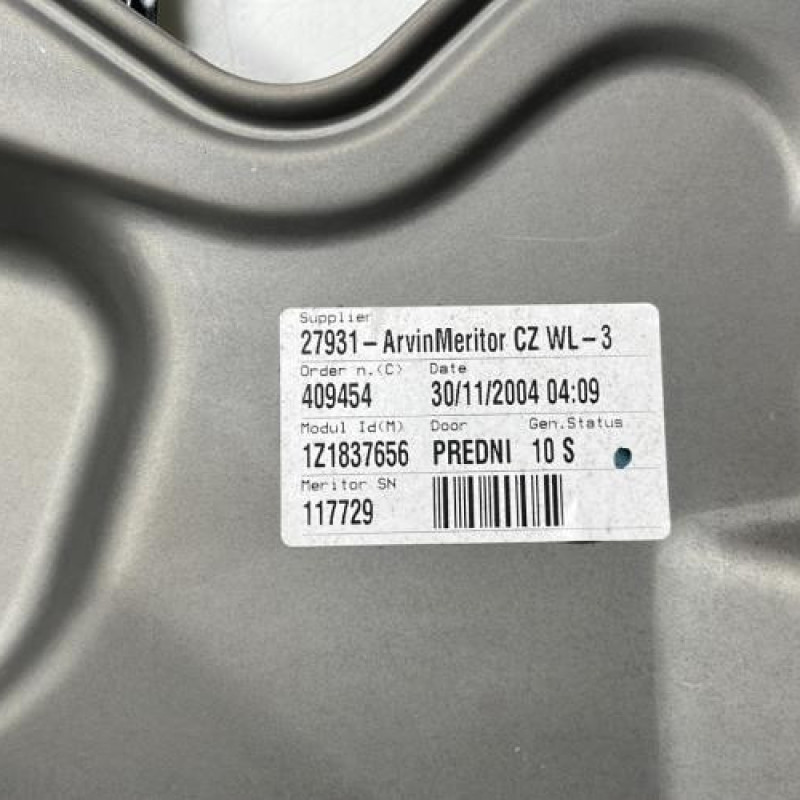 Supplier
27931-ArvinMeritor CZ WL-3
Order n.(C) Date
409454 30/11/2004 04:09
Modul Id(M) Door Gen.Status
1Z1837656 PREDNI 10 S
Meritor SN
117729